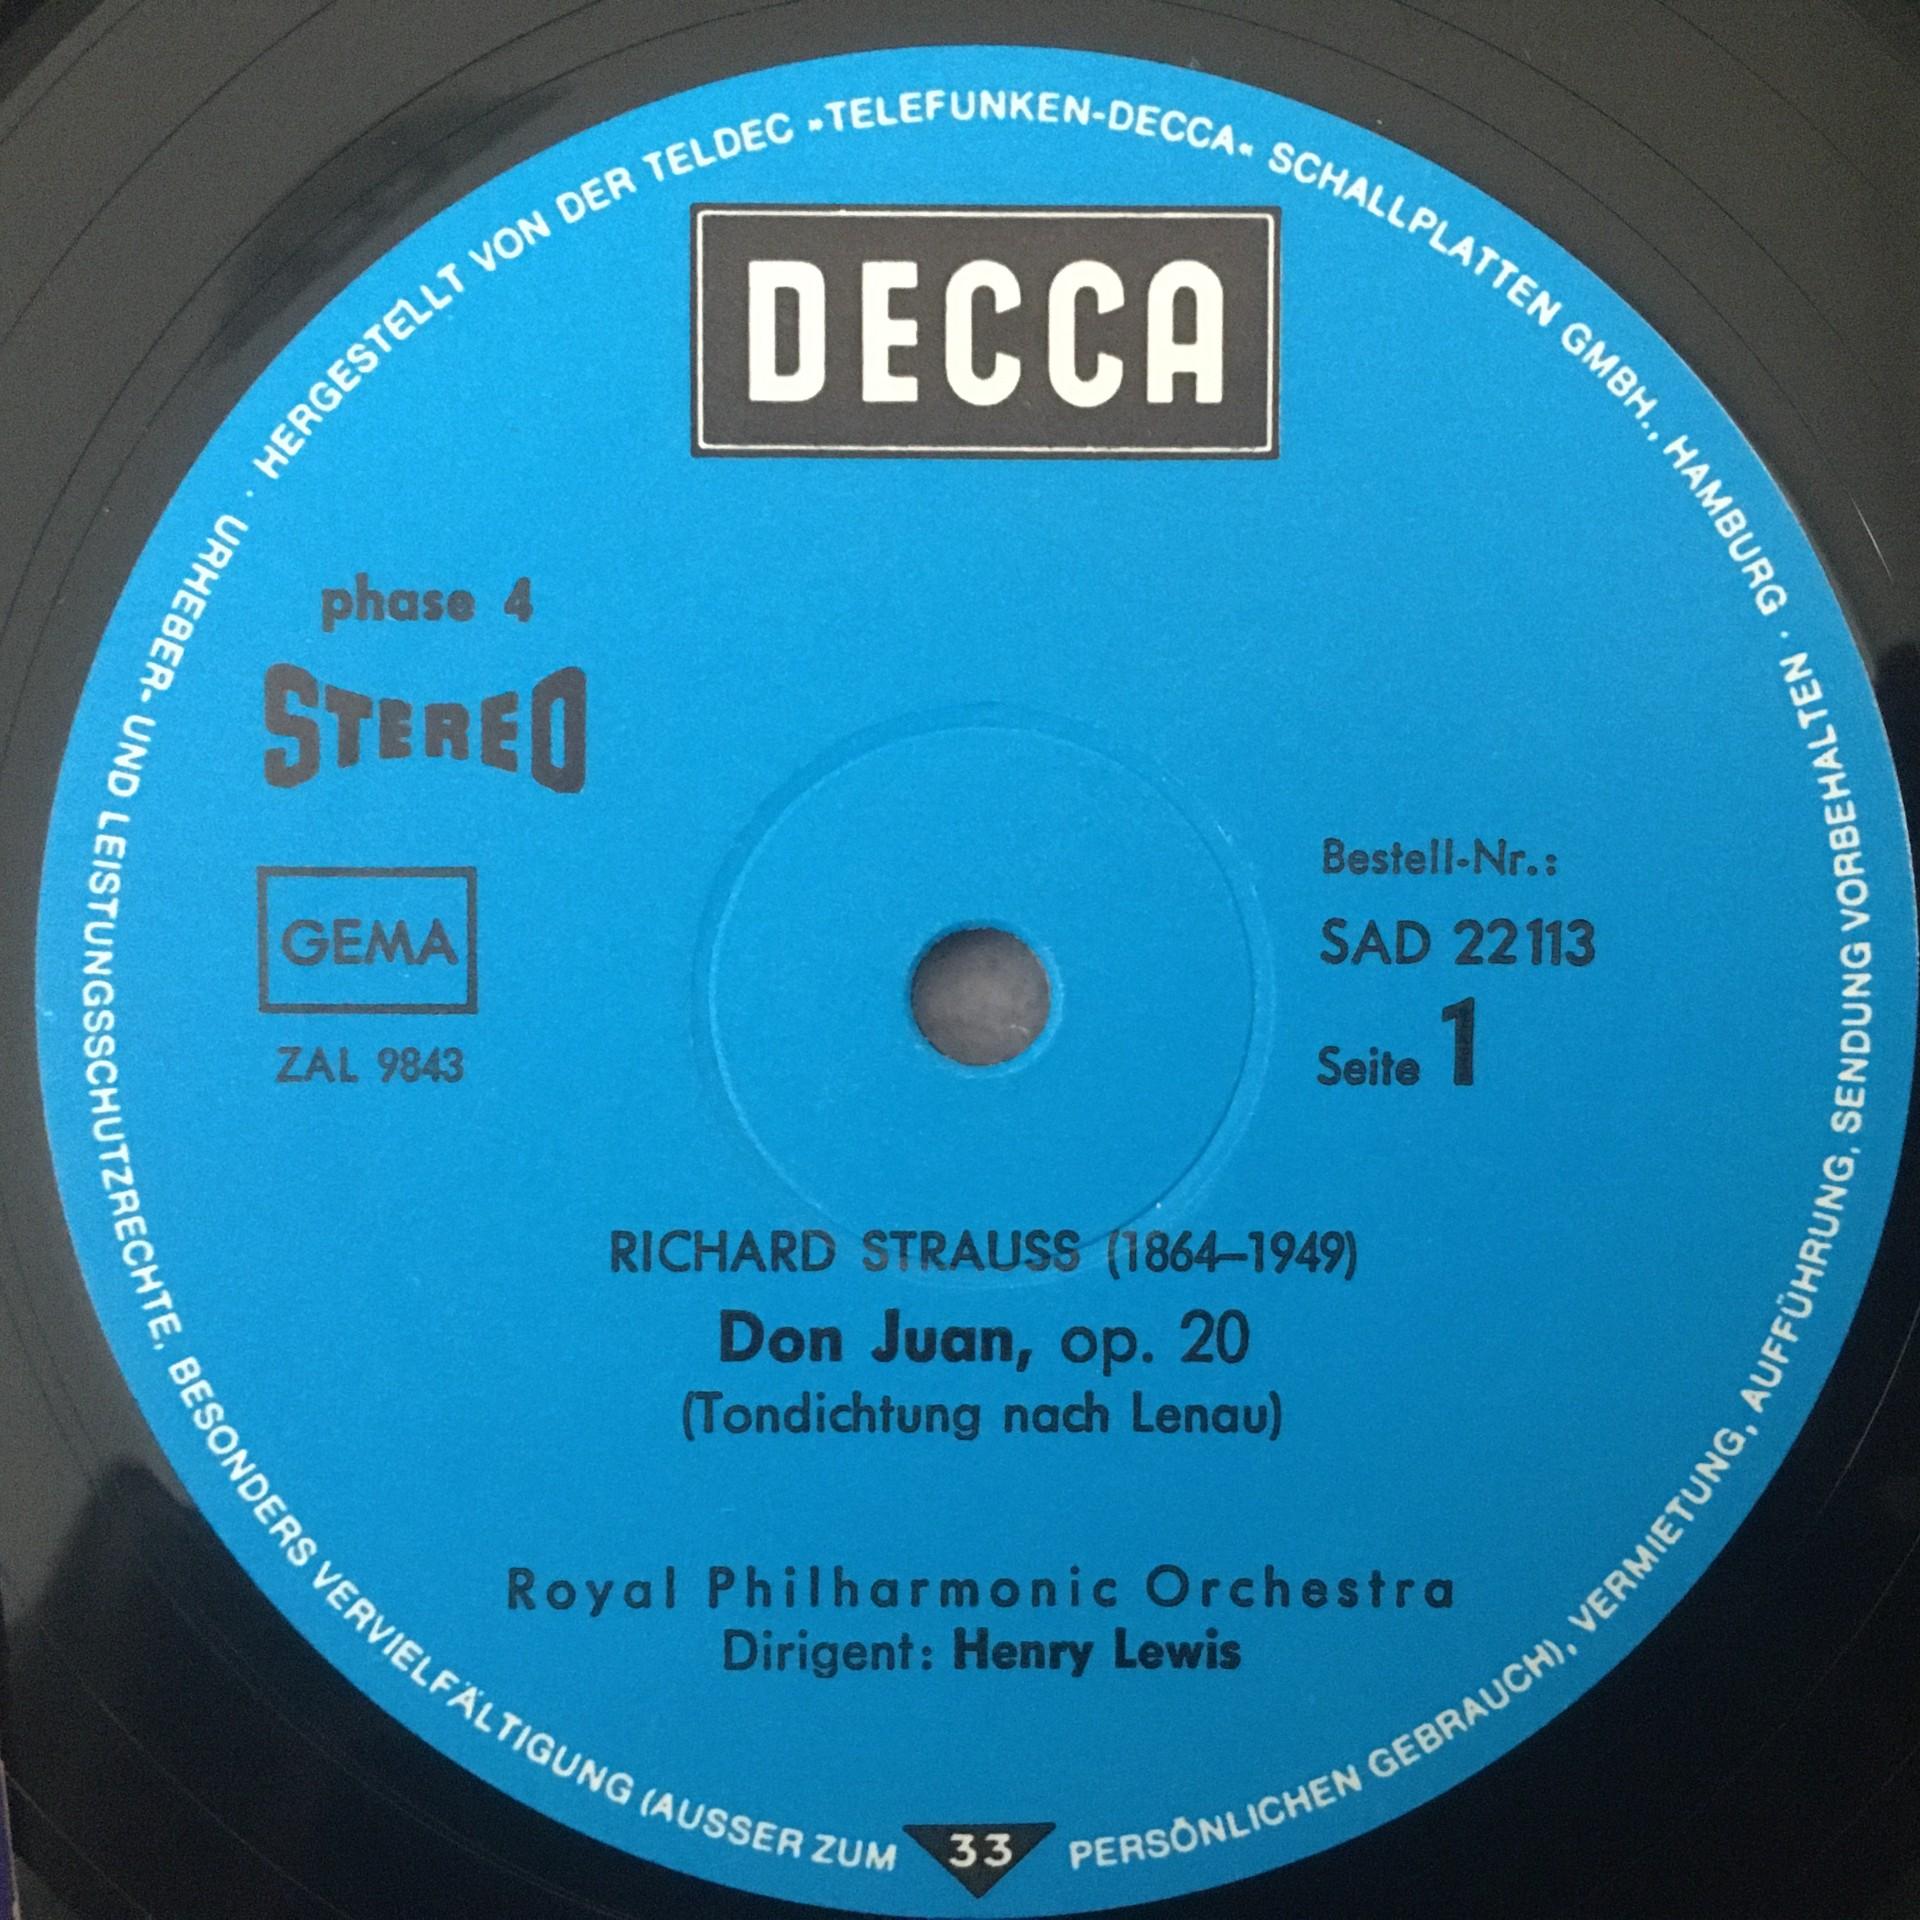 HERGESTELLT VON DER TELDEC »TELEFUNKEN-DECCA« SCHALLPLATTEN GMBH., HAMBURG ·
URHEBER- UND LEISTUNGSSCHUTZRECHTE, BESONDERS VERVIELFÄLTIGUNG (AUSSER ZUM PERSÖNLICHEN GEBRAUCH), VERMIETUNG, AUFFÜHRUNG, SENDUNG VORBEHALTEN ·
DECCA
phase 4
STEREO
GEMA
ZAL 9843
Bestell-Nr.:
SAD 22113
Seite 1
RICHARD STRAUSS (1864–1949)
Don Juan, op. 20
(Tondichtung nach Lenau)
Royal Philharmonic Orchestra
Dirigent: Henry Lewis
33